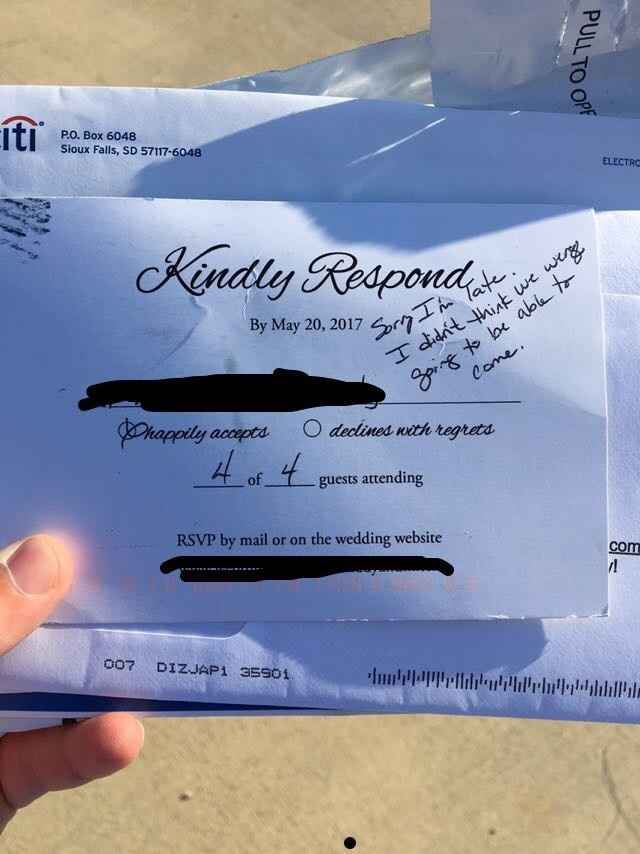 PULL TO OPE
citi
P.O. Box 6048
Sioux Falls, SD 57117-6048
ELECTRO
Kindly Respond
By May 20, 2017
Sorry I'm late.
I didn't think we were
going to be able to
come.
happily accepts declines with regrets
4 of 4 guests attending
RSVP by mail or on the wedding website
com
y!
007 DIZJAP1 35901